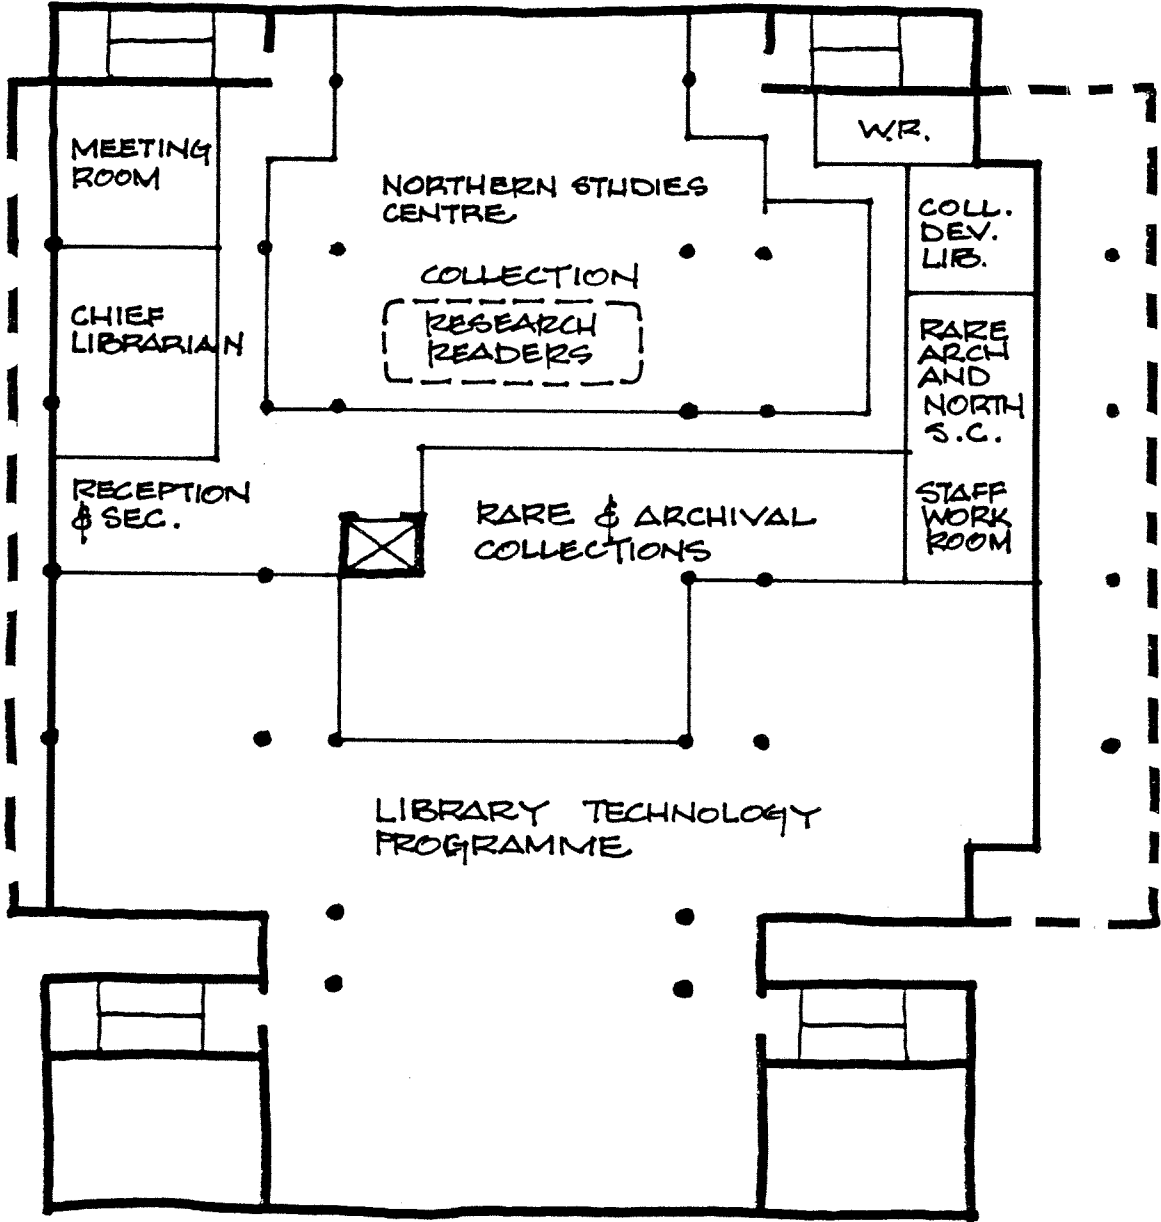 W.R.
MEETING
ROOM
NORTHERN STUDIES
CENTRE
COLL.
DEV.
LIB.
COLLECTION
CHIEF
LIBRARIAN
RESEARCH
READERS
RARE
ARCH
AND
NORTH
S.C.
STAFF
WORK
ROOM
RECEPTION
& SEC.
RARE & ARCHIVAL
COLLECTIONS
LIBRARY TECHNOLOGY
PROGRAMME